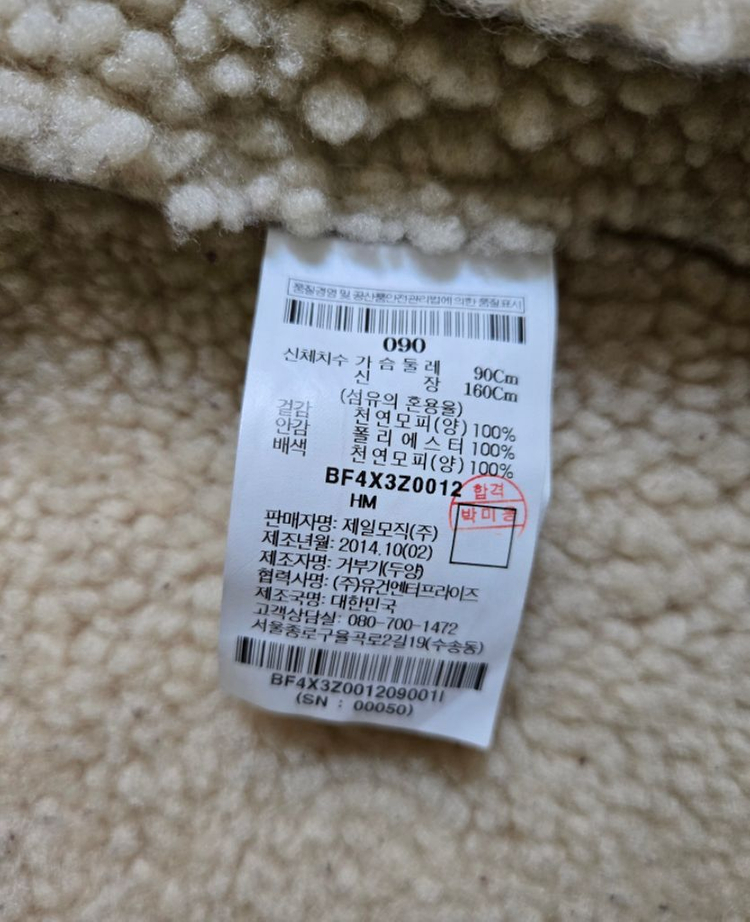 품질경영 및 공산품안전관리법에 의한 품질표시
090
신체치수 가슴둘레 90Cm
신 장 160Cm
(섬유의 혼용율)
겉감 천연모피(양) 100%
안감 폴리에스터 100%
배색 천연모피(양) 100%
BF4X3Z0012
HM
합격
박미
판매자명: 제일모직(주)
제조년월: 2014.10(02)
제조자명: 거부기(두양)
협력사명: (주)유건엔터프라이즈
제조국명: 대한민국
고객상담실: 080-700-1472
서울종로구율곡로2길19(수송동)
BF4X3Z001209001I
(SN : 00050)